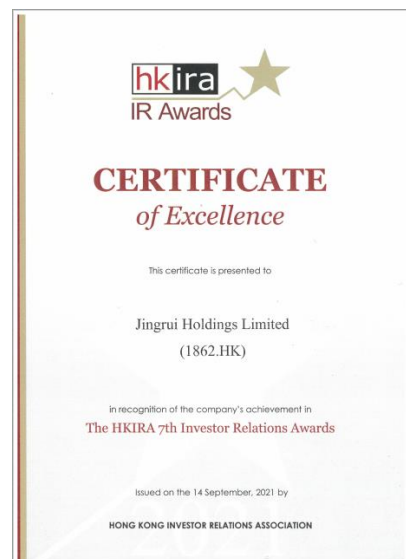 hkira
IR Awards
CERTIFICATE
of Excellence
This certificate is presented to
Jingrui Holdings Limited
(1862.HK)
in recognition of the company's achievement in
The HKIRA 7th Investor Relations Awards
Issued on the 14 September, 2021 by
HONG KONG INVESTOR RELATIONS ASSOCIATION
2021